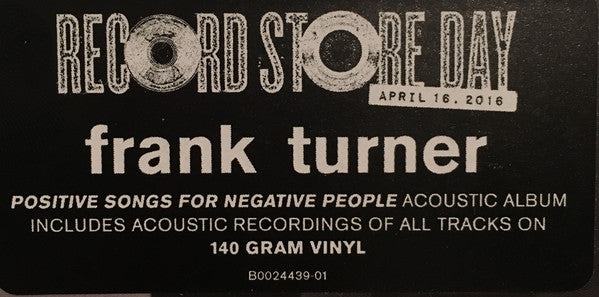 RECORD STORE DAY
APRIL 16, 2016
frank turner
POSITIVE SONGS FOR NEGATIVE PEOPLE ACOUSTIC ALBUM
INCLUDES ACOUSTIC RECORDINGS OF ALL TRACKS ON
140 GRAM VINYL
B0024439-01